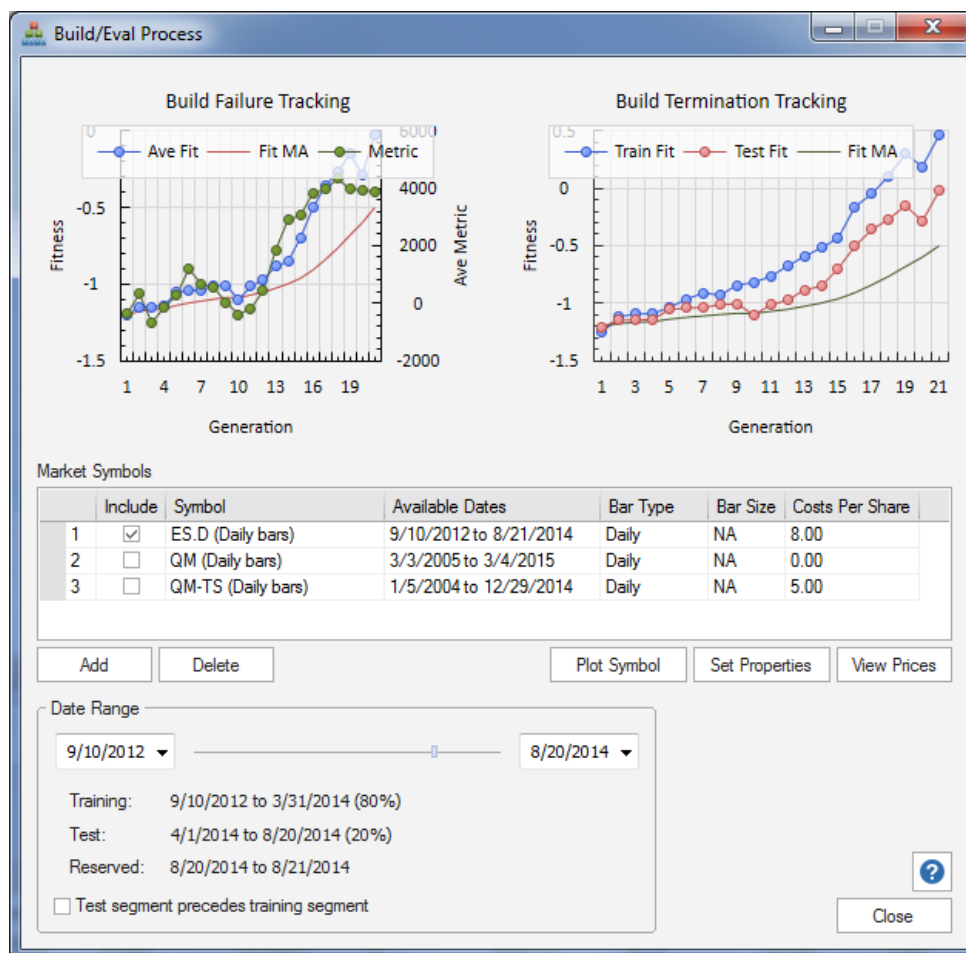 Build/Eval Process
Build Failure Tracking
Build Termination Tracking
0 Ave Fit Fit MA Metric 6000
0.5 Train Fit Test Fit Fit MA
-0.5 4000 0
2000 -0.5
-1 0 -1
-1.5 -2000 -1.5
Fitness
Ave Metric
Fitness
1 4 7 10 13 16 19
1 3 5 7 9 11 13 15 17 19 21
Generation
Generation
Market Symbols
Include Symbol Available Dates Bar Type Bar Size Costs Per Share
1 ES.D (Daily bars) 9/10/2012 to 8/21/2014 Daily NA 8.00
2 QM (Daily bars) 3/3/2005 to 3/4/2015 Daily NA 0.00
3 QM-TS (Daily bars) 1/5/2004 to 12/29/2014 Daily NA 5.00
Add Delete Plot Symbol Set Properties View Prices
Date Range
9/10/2012 8/20/2014
Training: 9/10/2012 to 3/31/2014 (80%)
Test: 4/1/2014 to 8/20/2014 (20%)
Reserved: 8/20/2014 to 8/21/2014
Test segment precedes training segment
?
Close